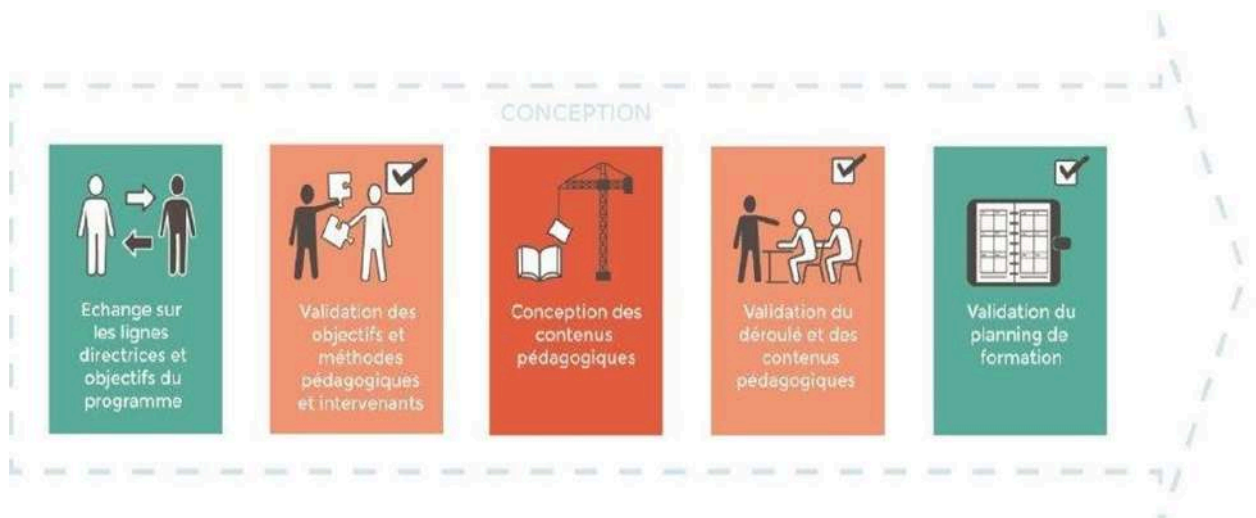 CONCEPTION
Echange sur
les lignes
directrices et
objectifs du
programme
Validation des
objectifs et
méthodes
pédagogiques
et intervenants
Conception des
contenus
pédagogiques
Validation du
déroulé et des
contenus
pédagogiques
Validation du
planning de
formation